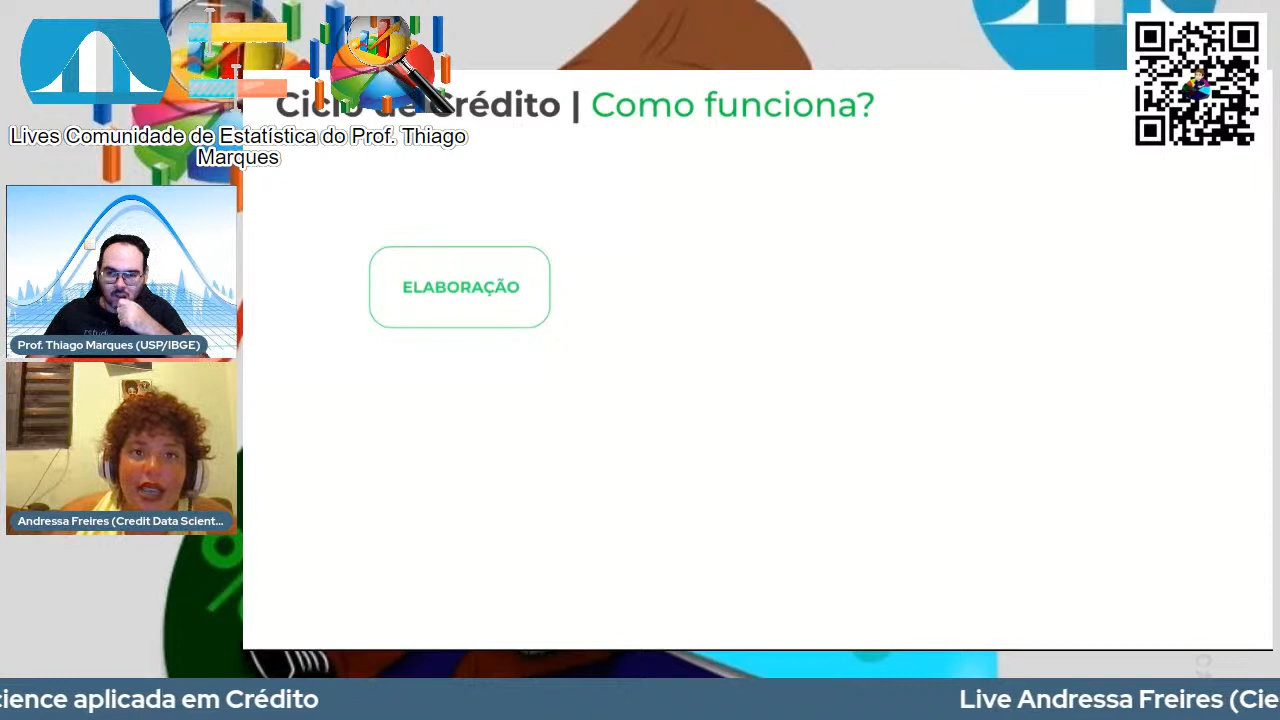 Ciclo de Crédito | Como funciona?
Lives Comunidade de Estatística do Prof. Thiago
Marques
ELABORAÇÃO
Prof. Thiago Marques (USP/IBGE)
Andressa Freires (Credit Data Scient...
cience aplicada em Crédito
Live Andressa Freires (Cie